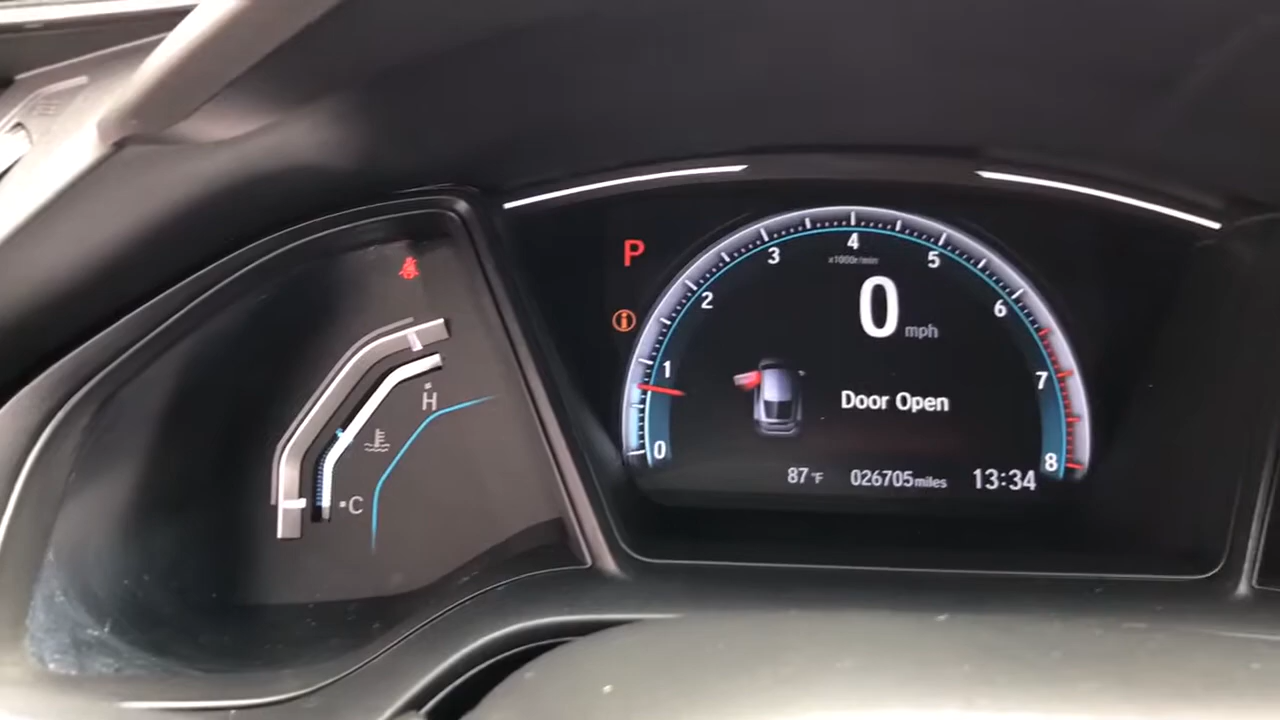 P
4
3
5
x1000r/min
2
6
0 mph
1
7
H
Door Open
0
8
C
87°F 026705miles 13:34